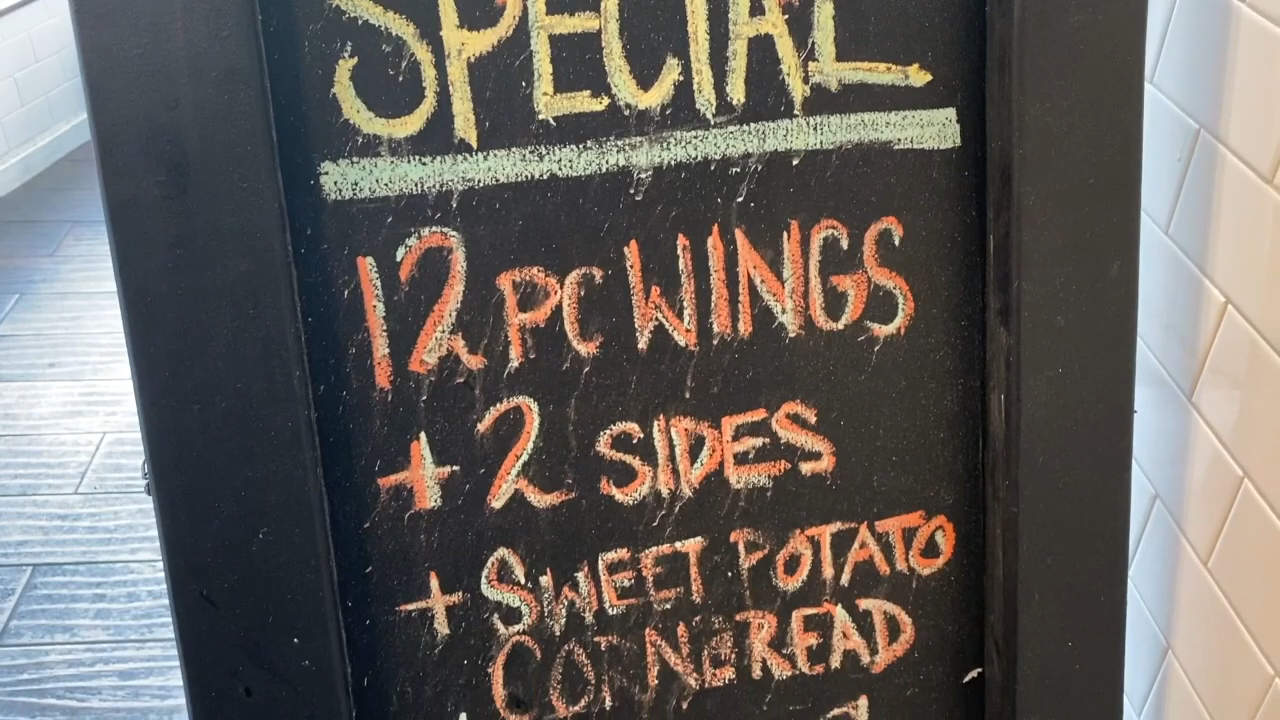 SPECIAL
12 PC WINGS
+ 2 SIDES
+ SWEET POTATO
CORNBREAD